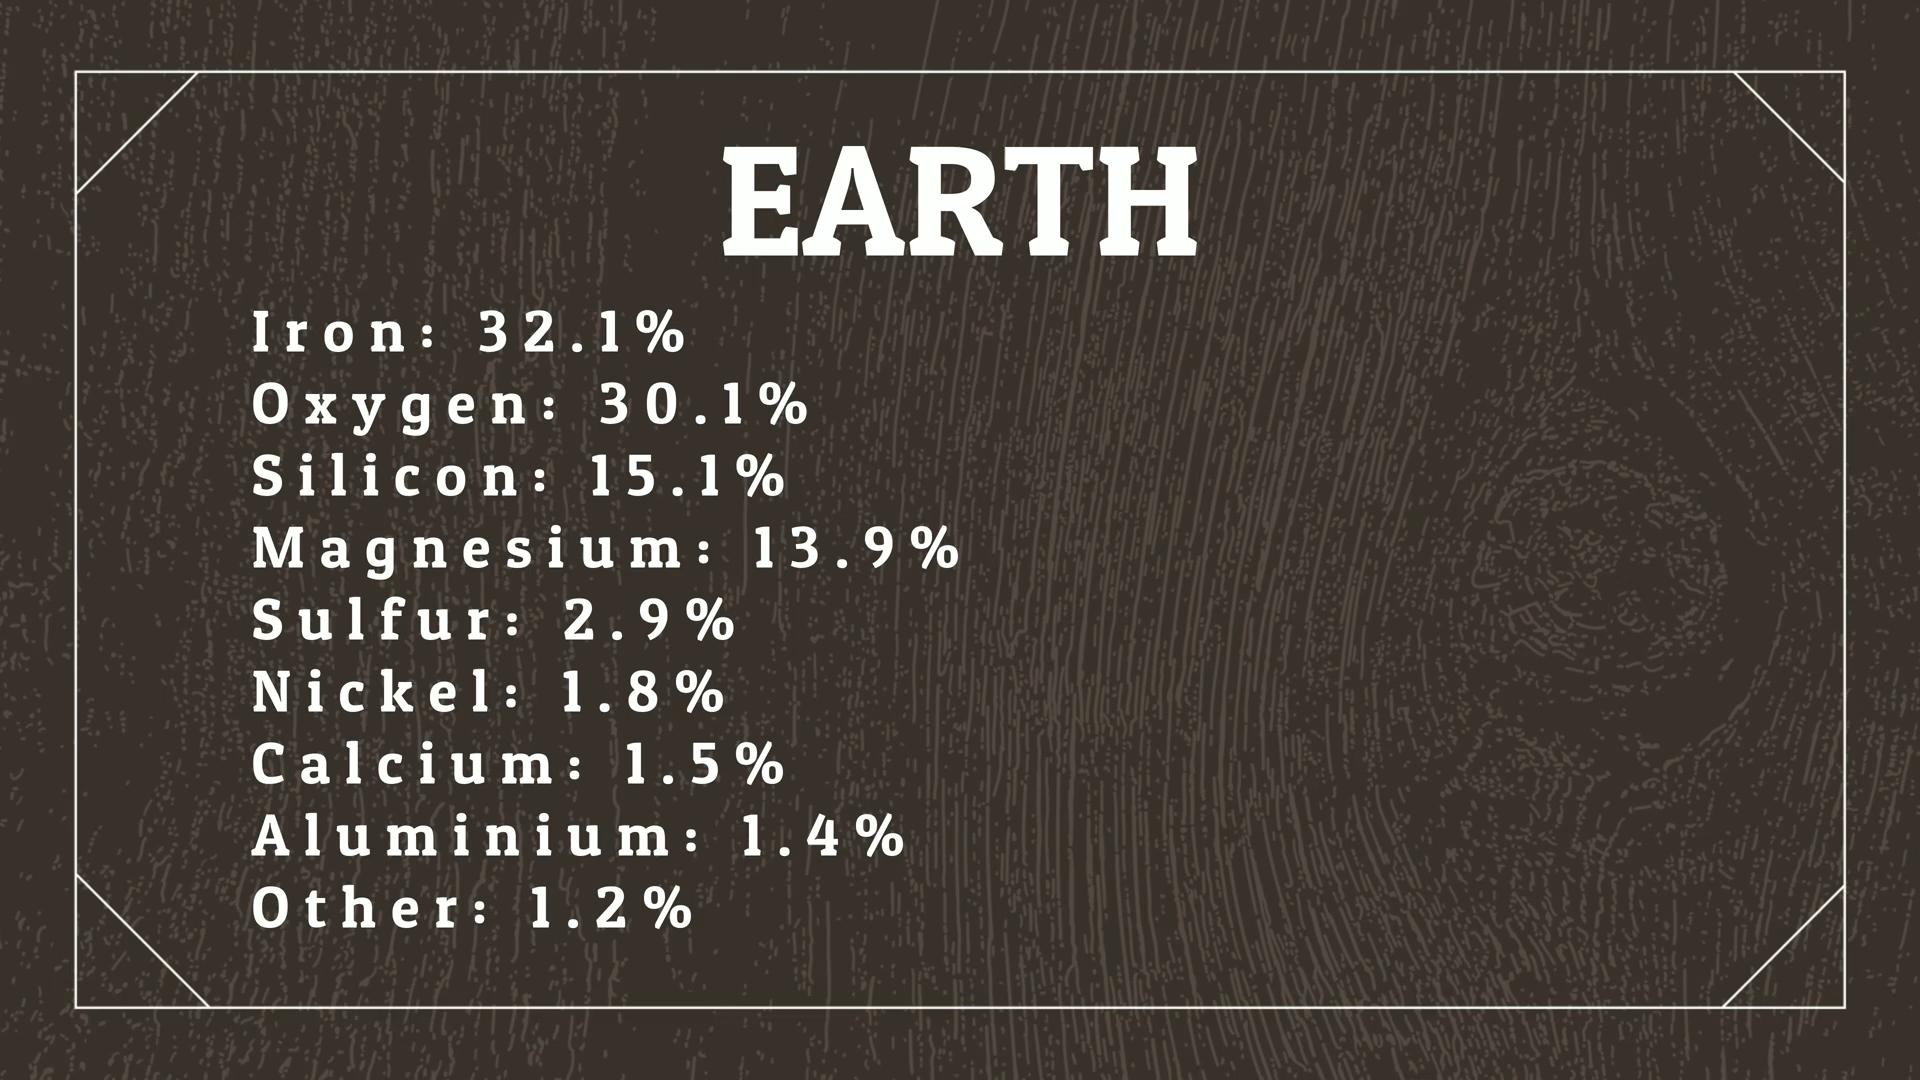 EARTH
Iron: 32.1%
Oxygen: 30.1%
Silicon: 15.1%
Magnesium: 13.9%
Sulfur: 2.9%
Nickel: 1.8%
Calcium: 1.5%
Aluminium: 1.4%
Other: 1.2%